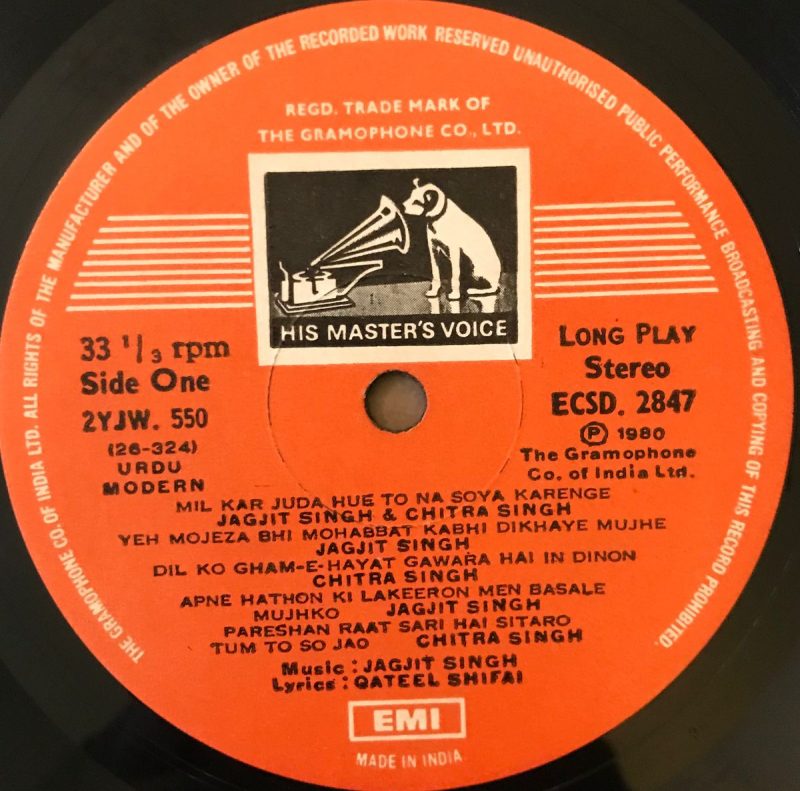 THE GRAMOPHONE CO. OF INDIA LTD. ALL RIGHTS OF THE MANUFACTURER AND OF THE OWNER OF THE RECORDED WORK RESERVED UNAUTHORISED PUBLIC PERFORMANCE BROADCASTING AND COPYING OF THIS RECORD PROHIBITED.
REGD. TRADE MARK OF
THE GRAMOPHONE CO., LTD.
HIS MASTER'S VOICE
33 1/3 rpm
Side One
2YJW. 550
(26-324)
URDU
MODERN
LONG PLAY
Stereo
ECSD. 2847
Ⓟ 1980
The Gramophone
Co. of India Ltd.
MIL KAR JUDA HUE TO NA SOYA KARENGE
JAGJIT SINGH & CHITRA SINGH
YEH MOJEZA BHI MOHABBAT KABHI DIKHAYE MUJHE
JAGJIT SINGH
DIL KO GHAM-E-HAYAT GAWARA HAI IN DINON
CHITRA SINGH
APNE HATHON KI LAKEERON MEN BASALE
MUJHKO JAGJIT SINGH
PARESHAN RAAT SARI HAI SITARO
TUM TO SO JAO CHITRA SINGH
Music : JAGJIT SINGH
Lyrics : QATEEL SHIFAI
EMI
MADE IN INDIA